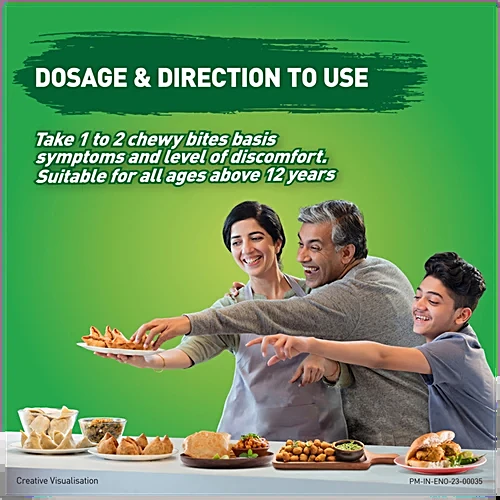 DOSAGE & DIRECTION TO USE
Take 1 to 2 chewy bites basis
symptoms and level of discomfort.
Suitable for all ages above 12 years
Creative Visualisation
PM-IN-ENO-23-00035